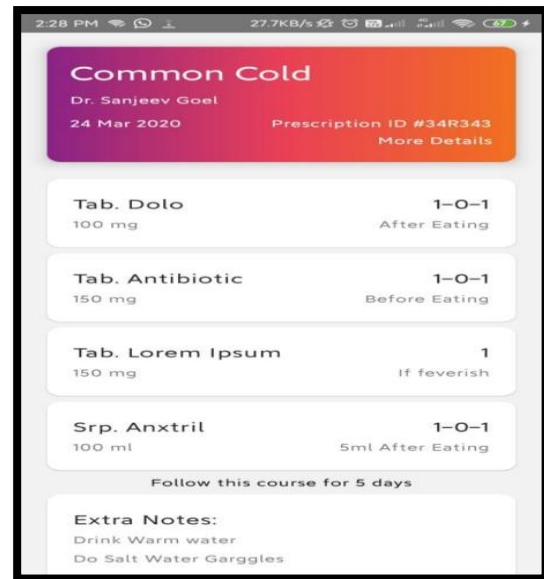 2:28 PM 27.7KB/s 67
Common Cold
Dr. Sanjeev Goel
24 Mar 2020 Prescription ID #34R343
More Details
Tab. Dolo 1-0-1
100 mg After Eating
Tab. Antibiotic 1-0-1
150 mg Before Eating
Tab. Lorem Ipsum 1
150 mg If feverish
Srp. Anxtril 1-0-1
100 ml 5ml After Eating
Follow this course for 5 days
Extra Notes:
Drink Warm water
Do Salt Water Garggles